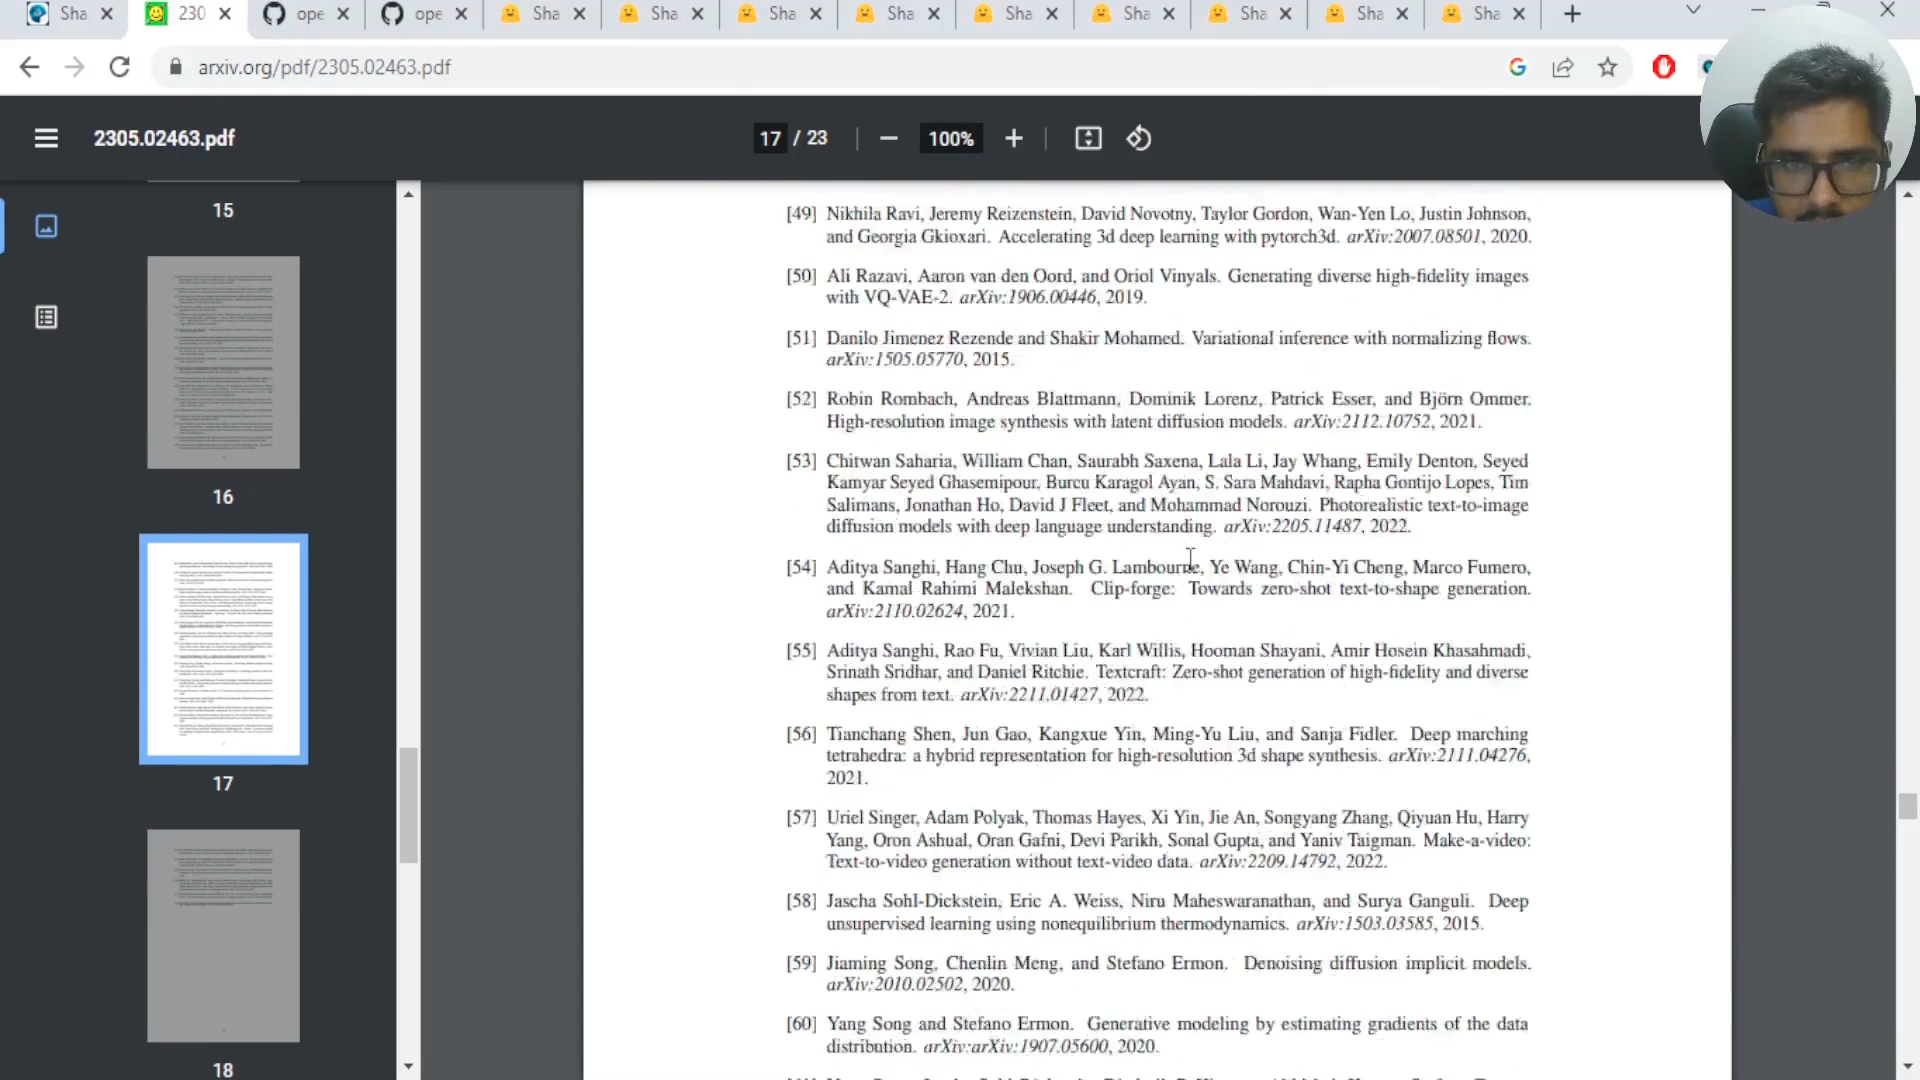 Sha
230
ope
ope
Sha
Sha
Sha
Sha
Sha
Sha
Sha
Sha
Sha
arxiv.org/pdf/2305.02463.pdf
2305.02463.pdf
17 / 23
100%
15
16
17
18
[49] Nikhila Ravi, Jeremy Reizenstein, David Novotny, Taylor Gordon, Wan-Yen Lo, Justin Johnson,
and Georgia Gkioxari. Accelerating 3d deep learning with pytorch3d. arXiv:2007.08501, 2020.
[50] Ali Razavi, Aaron van den Oord, and Oriol Vinyals. Generating diverse high-fidelity images
with VQ-VAE-2. arXiv:1906.00446, 2019.
[51] Danilo Jimenez Rezende and Shakir Mohamed. Variational inference with normalizing flows.
arXiv:1505.05770, 2015.
[52] Robin Rombach, Andreas Blattmann, Dominik Lorenz, Patrick Esser, and Björn Ommer.
High-resolution image synthesis with latent diffusion models. arXiv:2112.10752, 2021.
[53] Chitwan Saharia, William Chan, Saurabh Saxena, Lala Li, Jay Whang, Emily Denton, Seyed
Kamyar Seyed Ghasemipour, Burcu Karagol Ayan, S. Sara Mahdavi, Rapha Gontijo Lopes, Tim
Salimans, Jonathan Ho, David J Fleet, and Mohammad Norouzi. Photorealistic text-to-image
diffusion models with deep language understanding. arXiv:2205.11487, 2022.
[54] Aditya Sanghi, Hang Chu, Joseph G. Lambourne, Ye Wang, Chin-Yi Cheng, Marco Fumero,
and Kamal Rahimi Malekshan. Clip-forge: Towards zero-shot text-to-shape generation.
arXiv:2110.02624, 2021.
[55] Aditya Sanghi, Rao Fu, Vivian Liu, Karl Willis, Hooman Shayani, Amir Hosein Khasahmadi,
Srinath Sridhar, and Daniel Ritchie. Textcraft: Zero-shot generation of high-fidelity and diverse
shapes from text. arXiv:2211.01427, 2022.
[56] Tianchang Shen, Jun Gao, Kangxue Yin, Ming-Yu Liu, and Sanja Fidler. Deep marching
tetrahedra: a hybrid representation for high-resolution 3d shape synthesis. arXiv:2111.04276,
2021.
[57] Uriel Singer, Adam Polyak, Thomas Hayes, Xi Yin, Jie An, Songyang Zhang, Qiyuan Hu, Harry
Yang, Oron Ashual, Oran Gafni, Devi Parikh, Sonal Gupta, and Yaniv Taigman. Make-a-video:
Text-to-video generation without text-video data. arXiv:2209.14792, 2022.
[58] Jascha Sohl-Dickstein, Eric A. Weiss, Niru Maheswaranathan, and Surya Ganguli. Deep
unsupervised learning using nonequilibrium thermodynamics. arXiv:1503.03585, 2015.
[59] Jiaming Song, Chenlin Meng, and Stefano Ermon. Denoising diffusion implicit models.
arXiv:2010.02502, 2020.
[60] Yang Song and Stefano Ermon. Generative modeling by estimating gradients of the data
distribution. arXiv:arXiv:1907.05600, 2020.